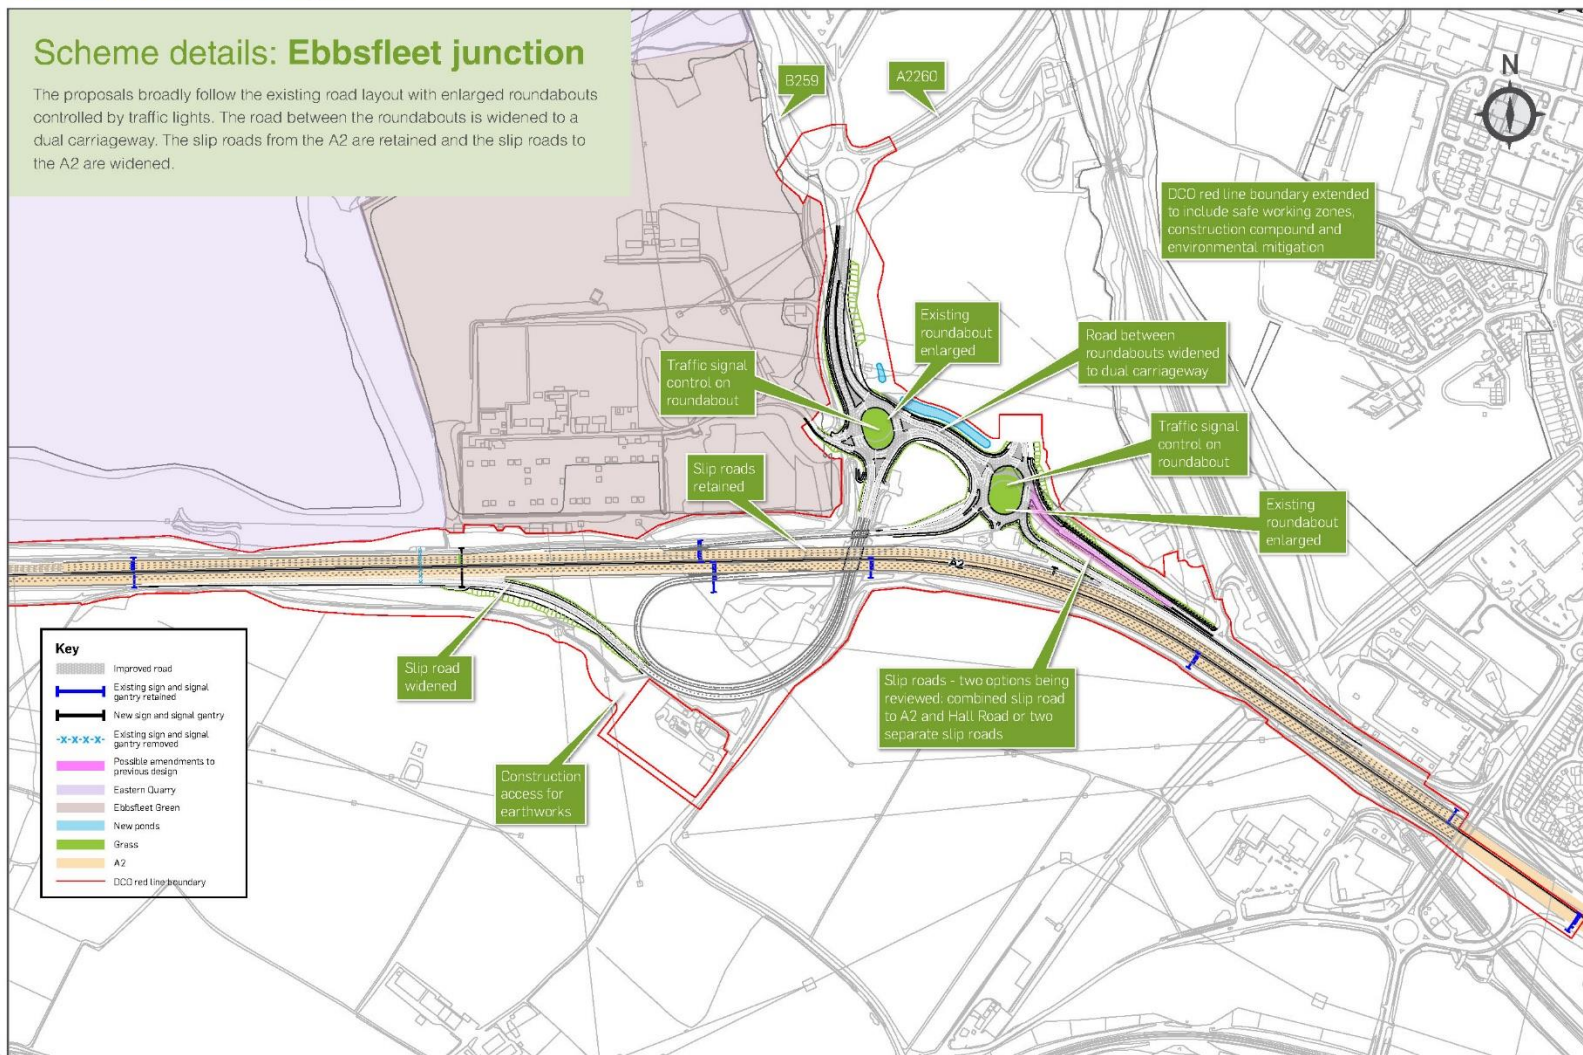 Scheme details: Ebbsfleet junction
The proposals broadly follow the existing road layout with enlarged roundabouts
controlled by traffic lights. The road between the roundabouts is widened to a
dual carriageway. The slip roads from the A2 are retained and the slip roads to
the A2 are widened.
B259
A2260
N
DCO red line boundary extended
to include safe working zones,
construction compound and
environmental mitigation
Existing
roundabout
enlarged
Road between
roundabouts widened
to dual carriageway
Traffic signal
control on
roundabout
Traffic signal
control on
roundabout
Slip roads
retained
Existing
roundabout
enlarged
A2
Slip road
widened
Slip roads - two options being
reviewed: combined slip road
to A2 and Hall Road or two
separate slip roads
Construction
access for
earthworks
Key
Improved road
Existing sign and signal
gantry retained
New sign and signal gantry
Existing sign and signal
gantry removed
Possible amendments to
previous design
Eastern Quarry
Ebbsfleet Green
New ponds
Grass
A2
DCO red line boundary